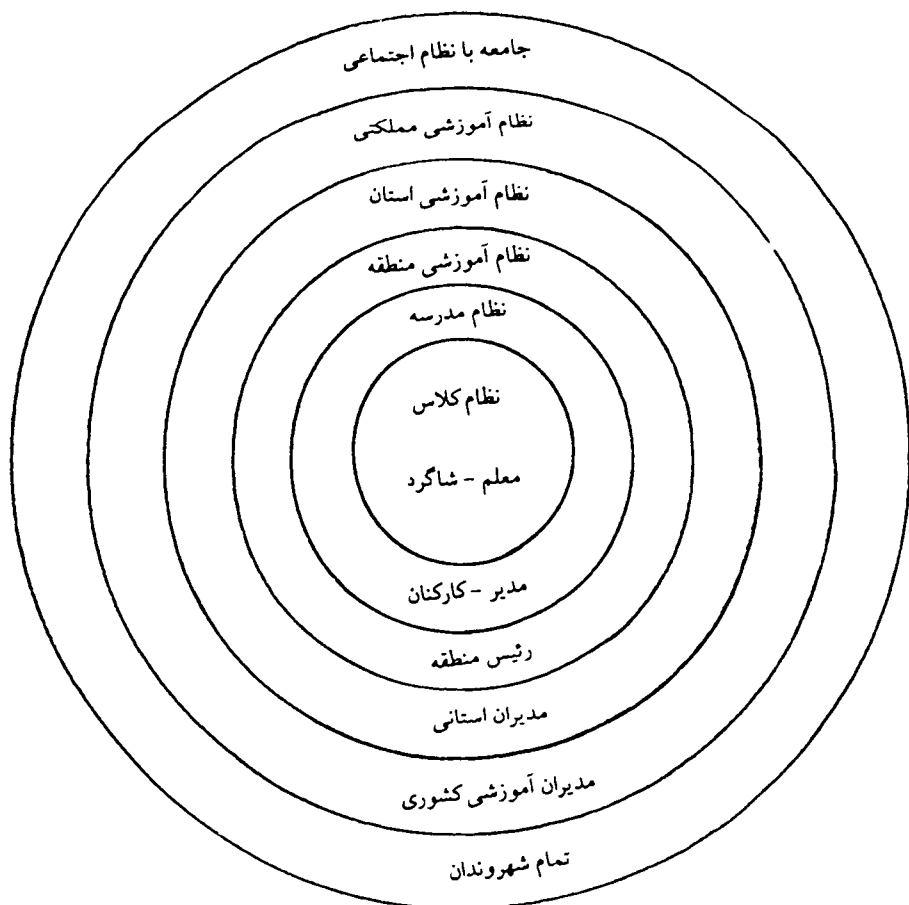 جامعه با نظام اجتماعی
نظام آموزشی مملکتی
نظام آموزشی استان
نظام آموزشی منطقه
نظام مدرسه
نظام کلاس
معلم - شاگرد
مدیر - کارکنان
رئیس منطقه
مدیران استانی
مدیران آموزشی کشوری
تمام شهروندان